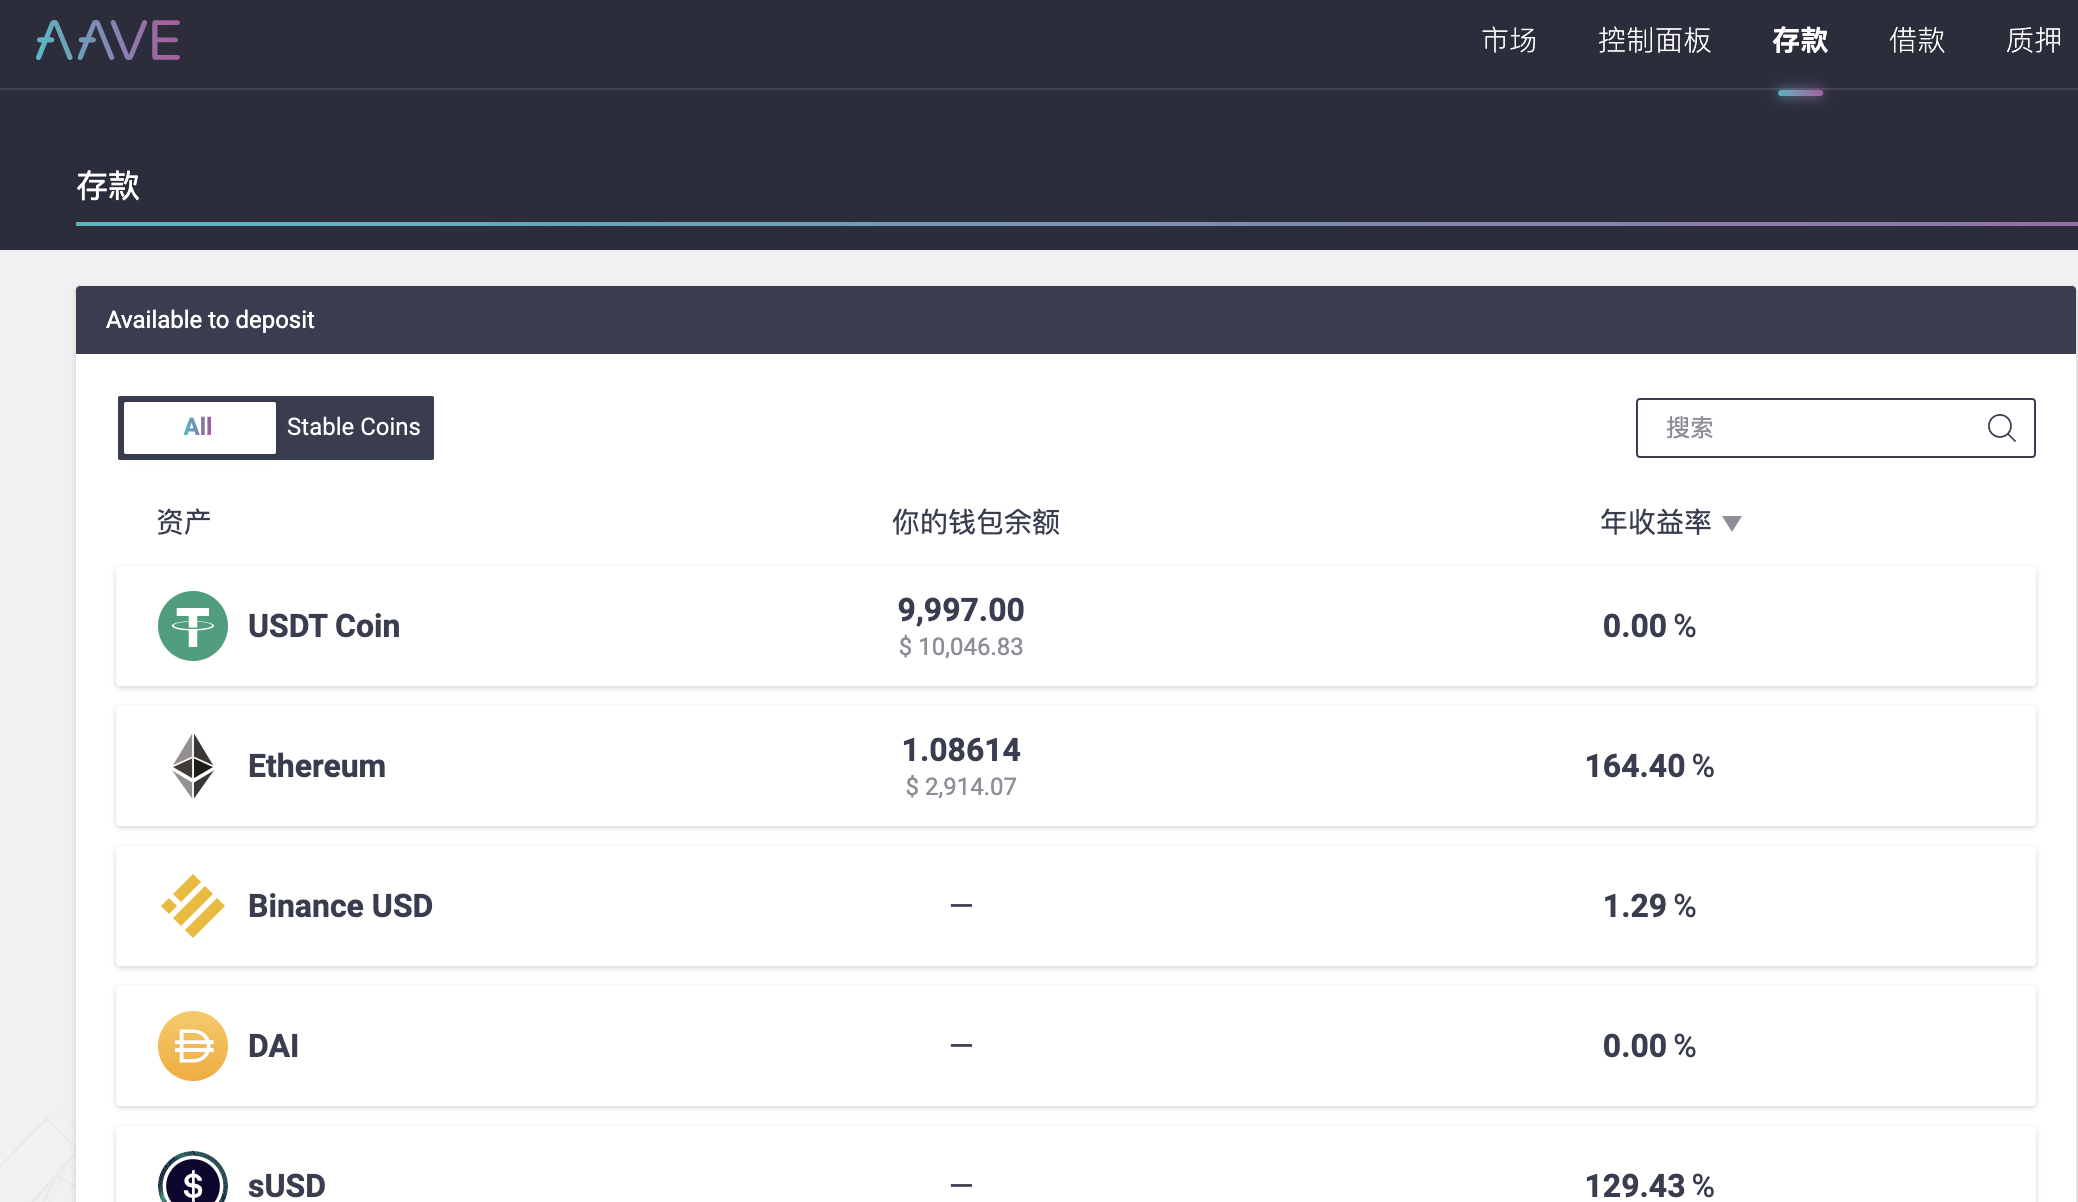 AAVE
市场 控制面板 存款 借款 质押
存款
Available to deposit
All Stable Coins 搜索
资产 你的钱包余额 年收益率
USDT Coin 9,997.00 0.00 %
$ 10,046.83
Ethereum 1.08614 164.40 %
$ 2,914.07
Binance USD — 1.29 %
DAI — 0.00 %
$ sUSD — 129.43 %